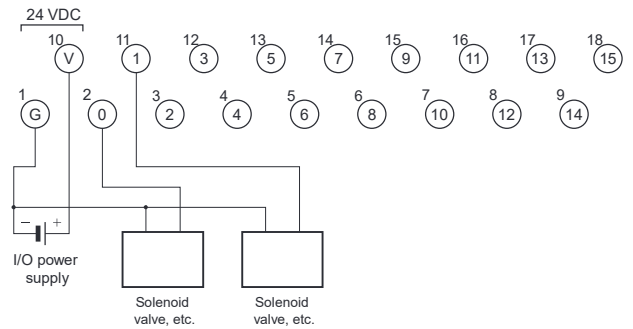 24 VDC
10 11 12 13 14 15 16 17 18
V 1 3 5 7 9 11 13 15
1 2 3 4 5 6 7 8 9
G 0 2 4 6 8 10 12 14
− +
I/O power
supply
Solenoid
valve, etc.
Solenoid
valve, etc.